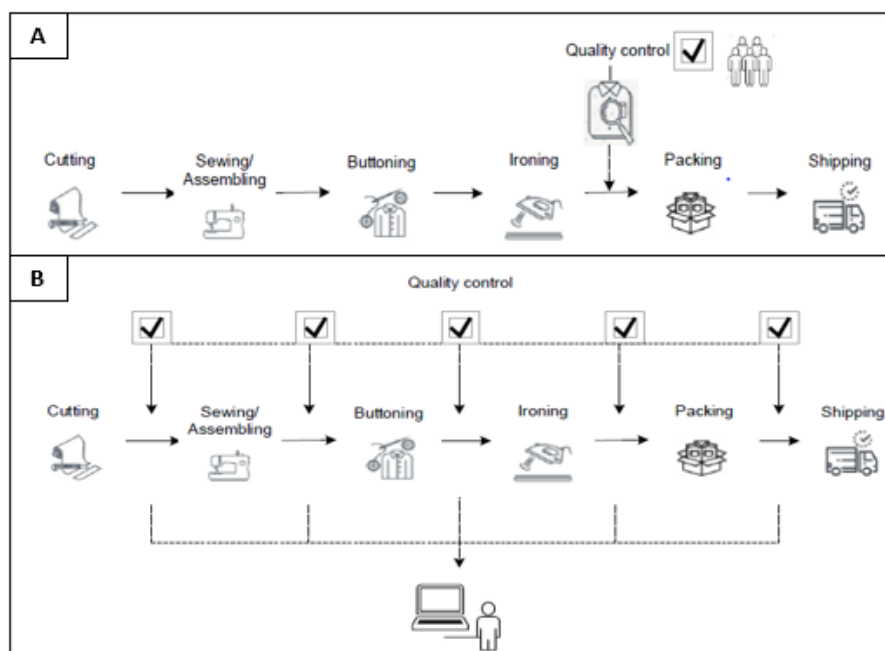 A
Quality control
Cutting
Sewing/
Assembling
Buttoning
Ironing
Packing
Shipping
B
Quality control
Cutting
Sewing/
Assembling
Buttoning
Ironing
Packing
Shipping